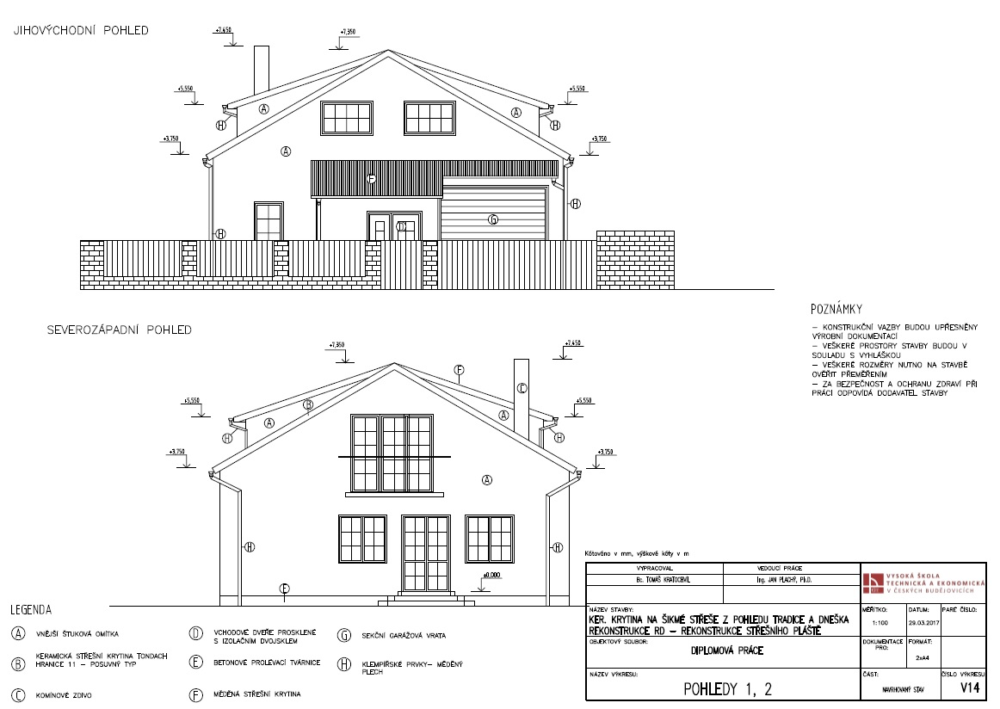 JIHOVÝCHODNÍ POHLED
+7,450
+7,350
+5,550
+5,550
A
A
H
H
+3,750
+3,750
A
F
H
G
D
H
SEVEROZÁPADNÍ POHLED
+7,350
+7,450
F
C
+5,550
+5,550
B
A
A
H
H
+3,750
+3,750
A
H
H
±0,000
E
POZNÁMKY
– KONSTRUKČNÍ VAZBY BUDOU UPŘESNĚNY
VÝROBNÍ DOKUMENTACÍ
– VEŠKERÉ PROSTORY STAVBY BUDOU V
SOULADU S VYHLÁŠKOU
– VEŠKERÉ ROZMĚRY NUTNO NA STAVBĚ
OVĚŘIT PŘEMĚŘENÍM
– ZA BEZPEČNOST A OCHRANU ZDRAVÍ PŘI
PRÁCI ODPOVÍDÁ DODAVATEL STAVBY
LEGENDA
A VNĚJŠÍ ŠTUKOVÁ OMÍTKA
B KERAMICKÁ STŘEŠNÍ KRYTINA TONDACH
HRANICE 11 – POSUVNÝ TYP
C KOMÍNOVÉ ZDIVO
D VCHODOVÉ DVEŘE PROSKLENÉ
S IZOLAČNÍM DVOJSKLEM
E BETONOVÉ PROLÉVACÍ TVÁRNICE
F MĚDĚNÁ STŘEŠNÍ KRYTINA
G SEKČNÍ GARÁŽOVÁ VRATA
H KLEMPÍŘSKÉ PRVKY– MĚDĚNÝ
PLECH
Kótováno v mm, výškové kóty v m
VYPRACOVAL
VEDOUCÍ PRÁCE
Bc. TOMÁŠ KRATOCHVÍL
Ing. JAN PLACHÝ, Ph.D.
VYSOKÁ ŠKOLA
TECHNICKÁ A EKONOMICKÁ
V ČESKÝCH BUDĚJOVICÍCH
NÁZEV STAVBY:
KER. KRYTINA NA ŠIKMÉ STŘEŠE Z POHLEDU TRADICE A DNEŠKA
REKONSTRUKCE RD – REKONSTRUKCE STŘEŠNÍHO PLÁŠTĚ
MĚŘÍTKO:
DATUM:
PARÉ ČÍSLO:
1:100
29.03.2017
OBJEKTOVÝ SOUBOR:
DIPLOMOVÁ PRÁCE
DOKUMENTACE
PRO:
FORMÁT:
2xA4
NÁZEV VÝKRESU:
POHLEDY 1, 2
ČÁST:
NAVRHOVANÝ STAV
ČÍSLO VÝKRESU
V14